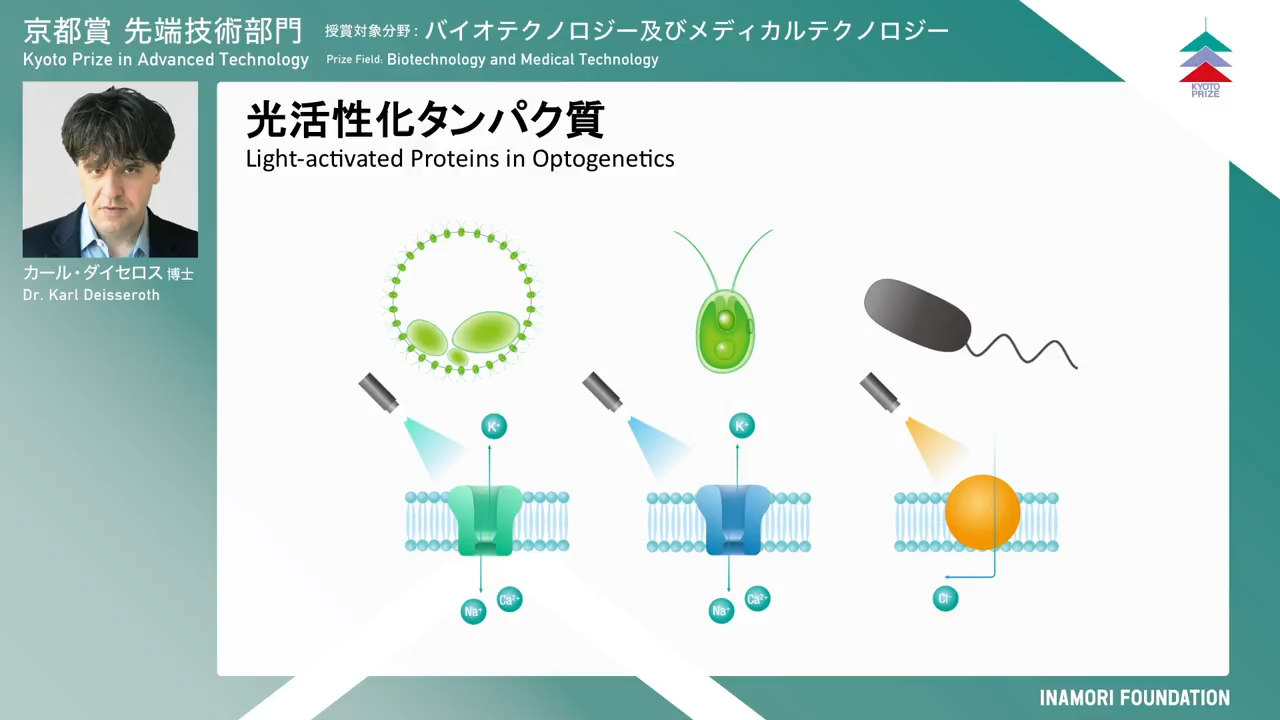 京都賞 先端技術部門 授賞対象分野: バイオテクノロジー及びメディカルテクノロジー
Kyoto Prize in Advanced Technology Prize Field: Biotechnology and Medical Technology
KYOTO
PRIZE
カール・ダイセロス 博士
Dr. Karl Deisseroth
光活性化タンパク質
Light-activated Proteins in Optogenetics
K⁺
K⁺
Na⁺
Ca²⁺
Na⁺
Ca²⁺
Cl⁻
INAMORI FOUNDATION